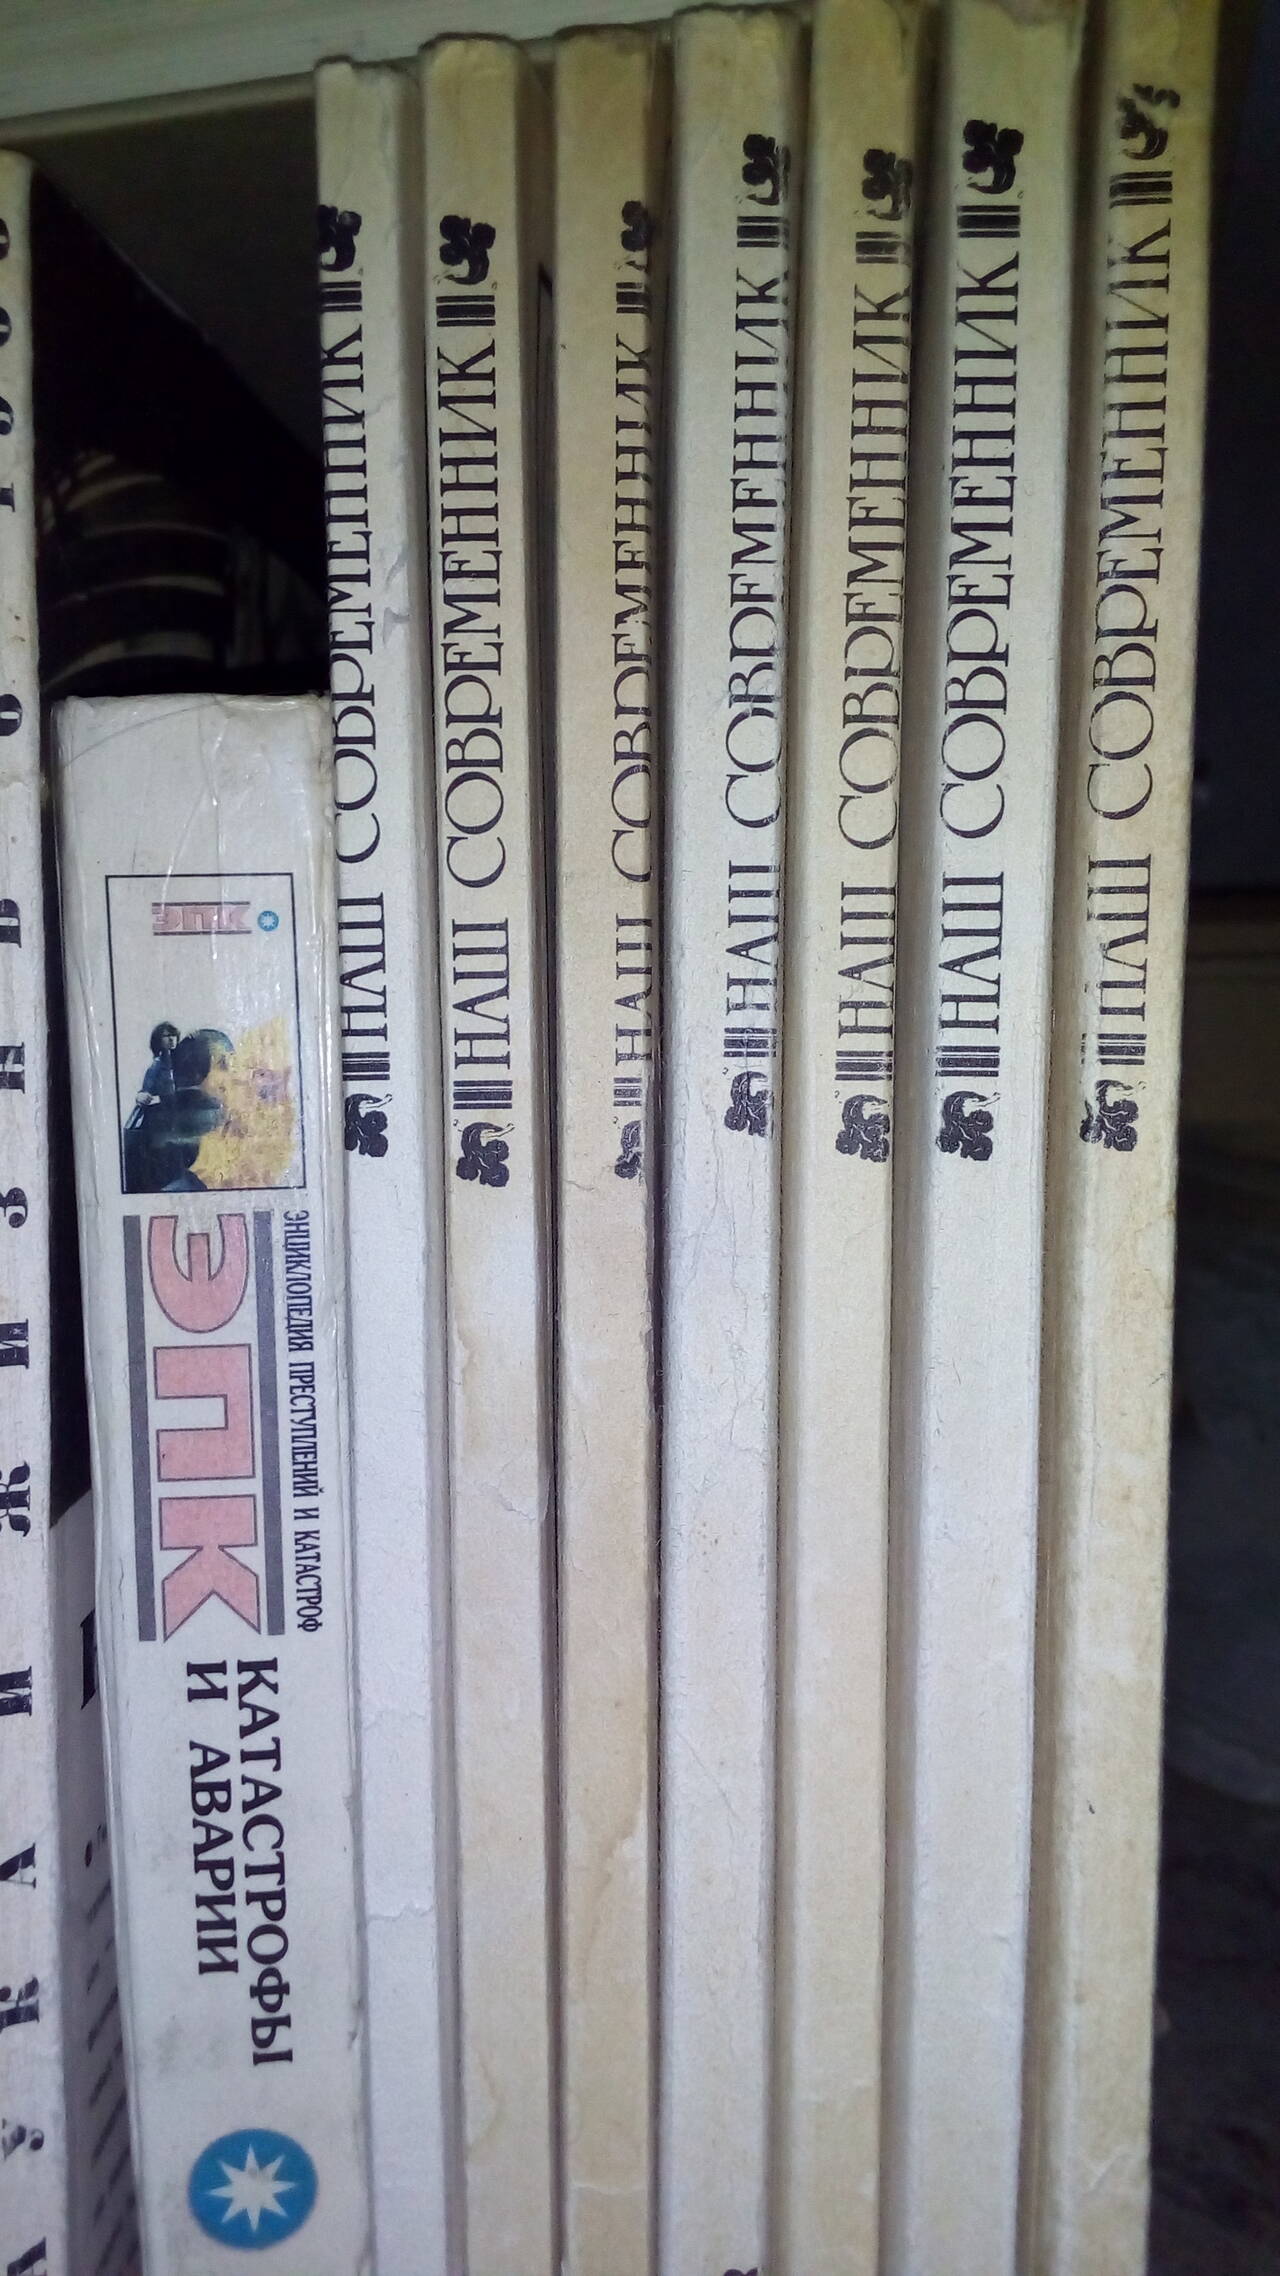 ЭПК
ЭНЦИКЛОПЕДИЯ ПРЕСТУПЛЕНИЙ И КАТАСТРОФ
ЭПК
КАТАСТРОФЫ
И АВАРИИ
НАШ СОВРЕМЕННИК
НАШ СОВРЕМЕННИК
НАШ СОВРЕМЕННИК
НАШ СОВРЕМЕННИК
НАШ СОВРЕМЕННИК
НАШ СОВРЕМЕННИК
НАШ СОВРЕМЕННИК